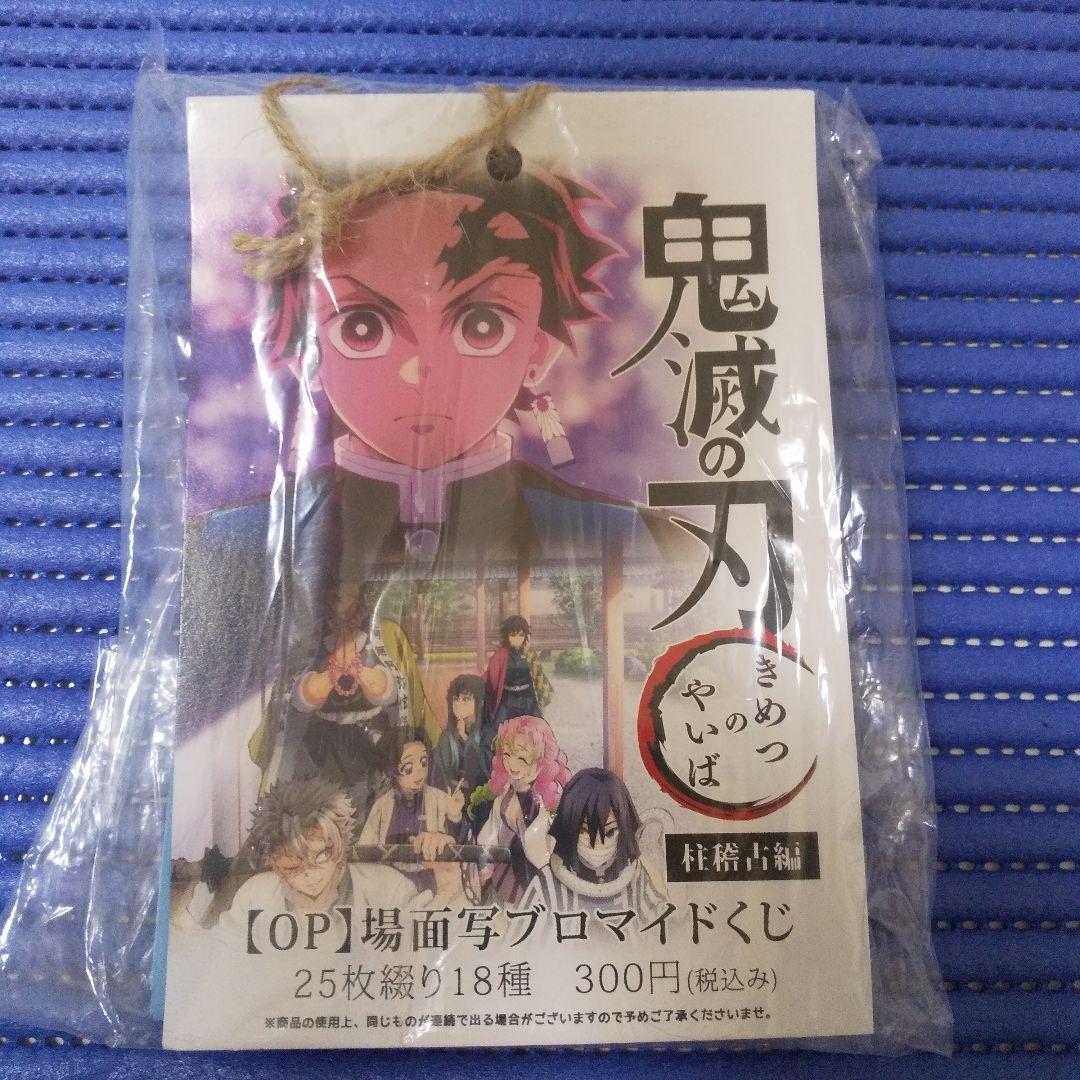 鬼滅の刃
きめつ
の
やいば
柱稽古編
【OP】場面写ブロマイドくじ
25枚綴り18種 300円(税込み)
※商品の使用上、同じものが連続で出る場合がございますので予めご了承くださいませ。